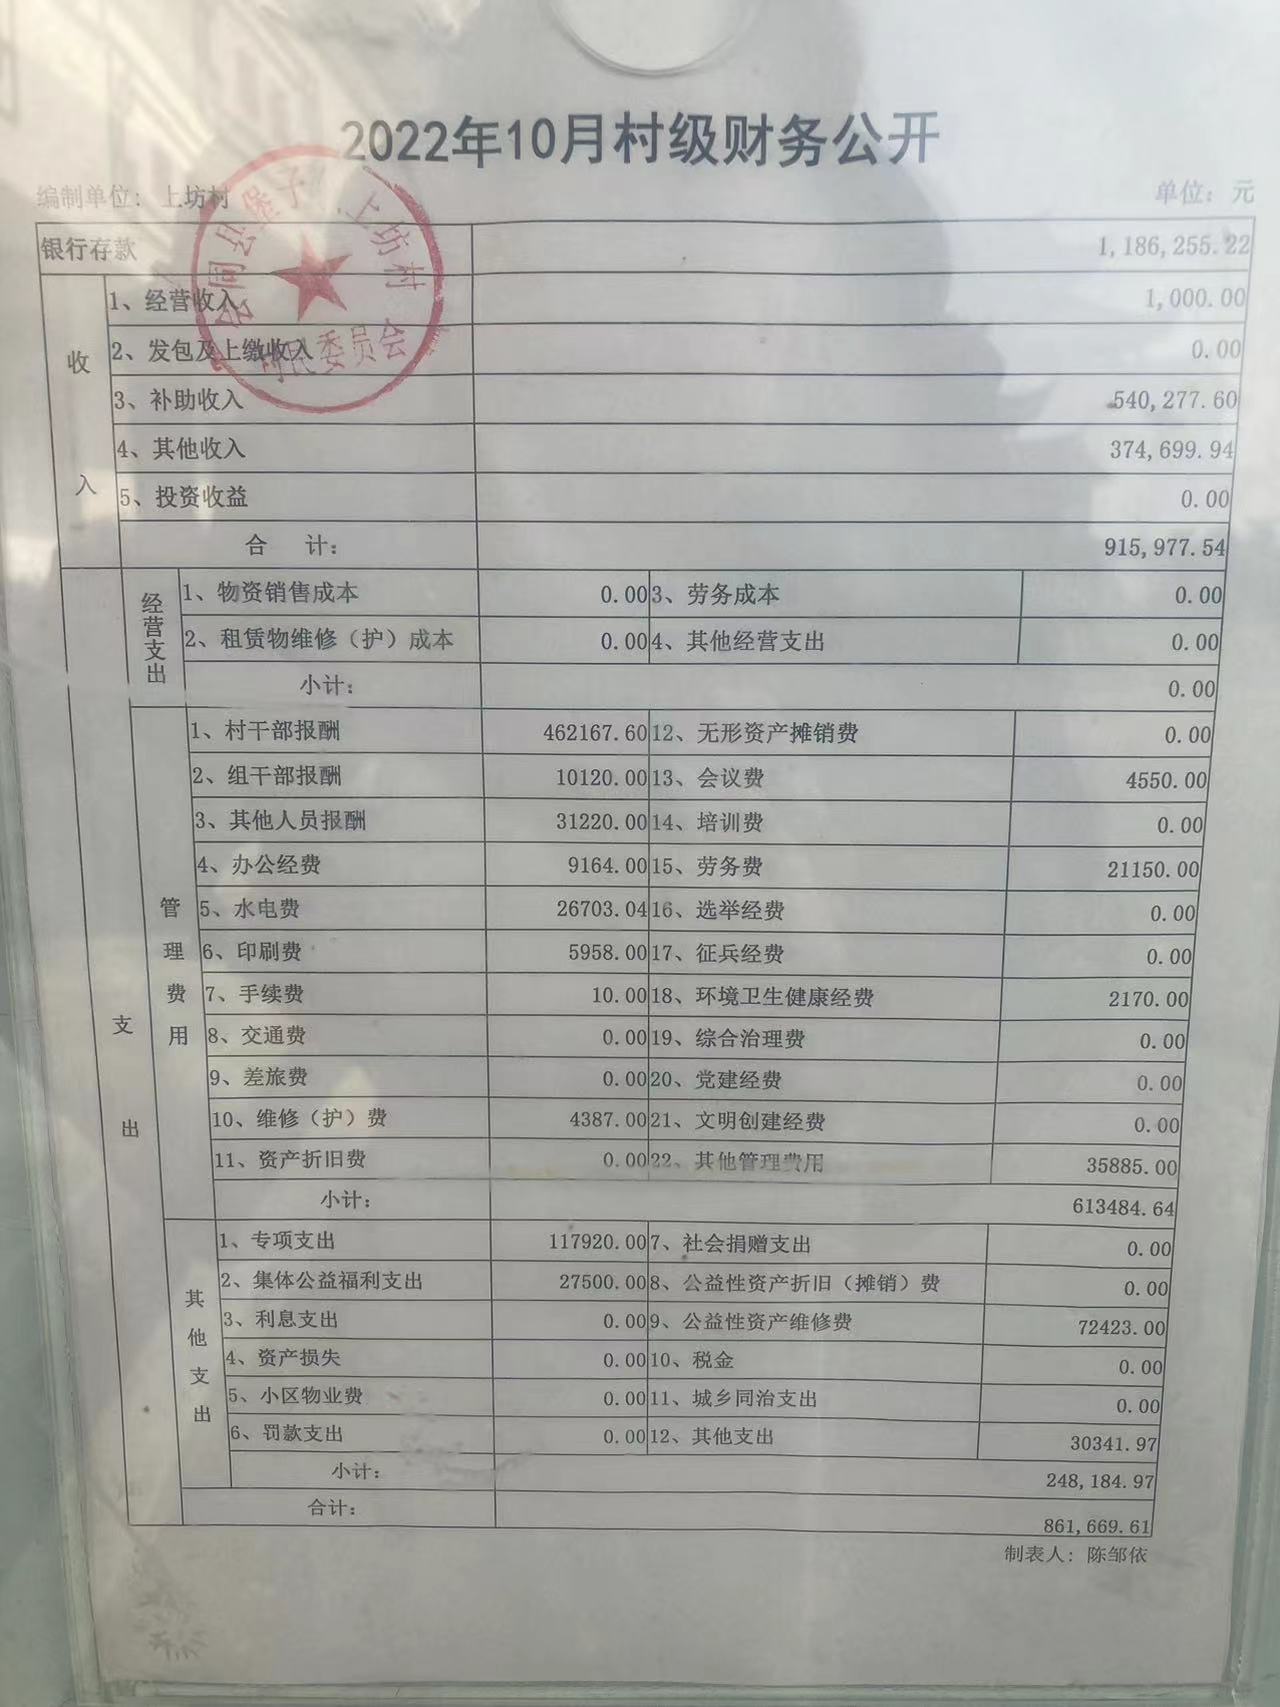 2022年10月村级财务公开
编制单位：上坊村 单位：元
银行存款 1,186,255.22
收入
1、经营收入 1,000.00
2、发包及上缴收入 0.00
3、补助收入 540,277.60
4、其他收入 374,699.94
5、投资收益 0.00
合 计： 915,977.54
支出
经营支出
1、物资销售成本 0.00 3、劳务成本 0.00
2、租赁物维修（护）成本 0.00 4、其他经营支出 0.00
小计： 0.00
管理费用
1、村干部报酬 462167.60 12、无形资产摊销费 0.00
2、组干部报酬 10120.00 13、会议费 4550.00
3、其他人员报酬 31220.00 14、培训费 0.00
4、办公经费 9164.00 15、劳务费 21150.00
5、水电费 26703.04 16、选举经费 0.00
6、印刷费 5958.00 17、征兵经费 0.00
7、手续费 10.00 18、环境卫生健康经费 2170.00
8、交通费 0.00 19、综合治理费 0.00
9、差旅费 0.00 20、党建经费 0.00
10、维修（护）费 4387.00 21、文明创建经费 0.00
11、资产折旧费 0.00 22、其他管理费用 35885.00
小计： 613484.64
其他支出
1、专项支出 117920.00 7、社会捐赠支出 0.00
2、集体公益福利支出 27500.00 8、公益性资产折旧（摊销）费 0.00
3、利息支出 0.00 9、公益性资产维修费 72423.00
4、资产损失 0.00 10、税金 0.00
5、小区物业费 0.00 11、城乡同治支出 0.00
6、罚款支出 0.00 12、其他支出 30341.97
小计： 248,184.97
合计： 861,669.61
制表人：陈邹依
会同县堡子 上坊村
村民委员会